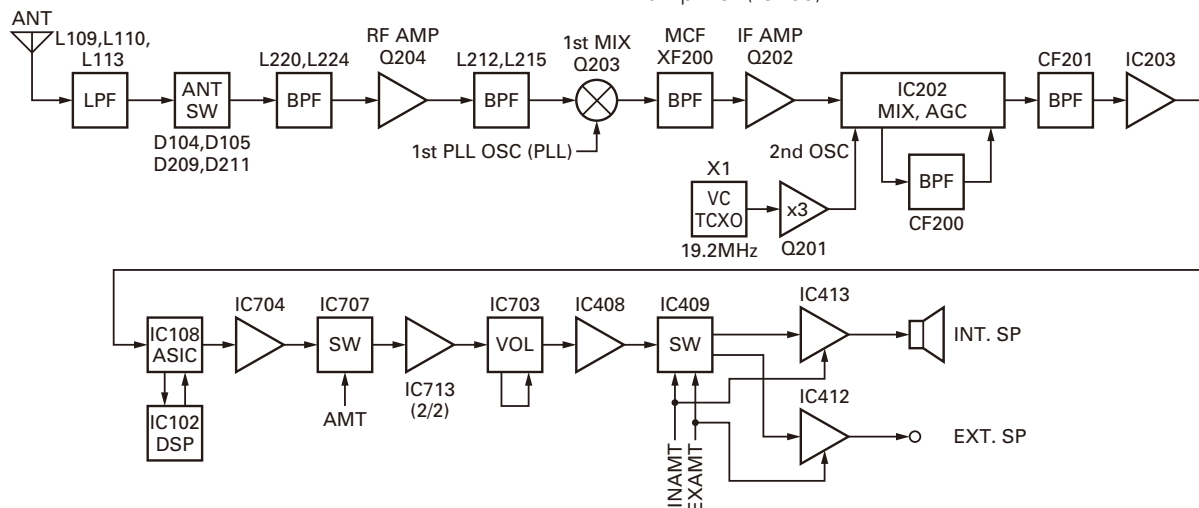 ANT
L109,L110,
L113
LPF
ANT
SW
D104,D105
D209,D211
L220,L224
BPF
RF AMP
Q204
L212,L215
BPF
1st MIX
Q203
1st PLL OSC (PLL)
MCF
XF200
BPF
IF AMP
Q202
IC202
MIX, AGC
2nd OSC
BPF
CF200
CF201
BPF
IC203
X1
VC
TCXO
19.2MHz
x3
Q201
IC108
ASIC
IC102
DSP
IC704
IC707
SW
AMT
IC713
(2/2)
IC703
VOL
IC408
IC409
SW
INAMT
EXAMT
IC413
INT. SP
IC412
EXT. SP